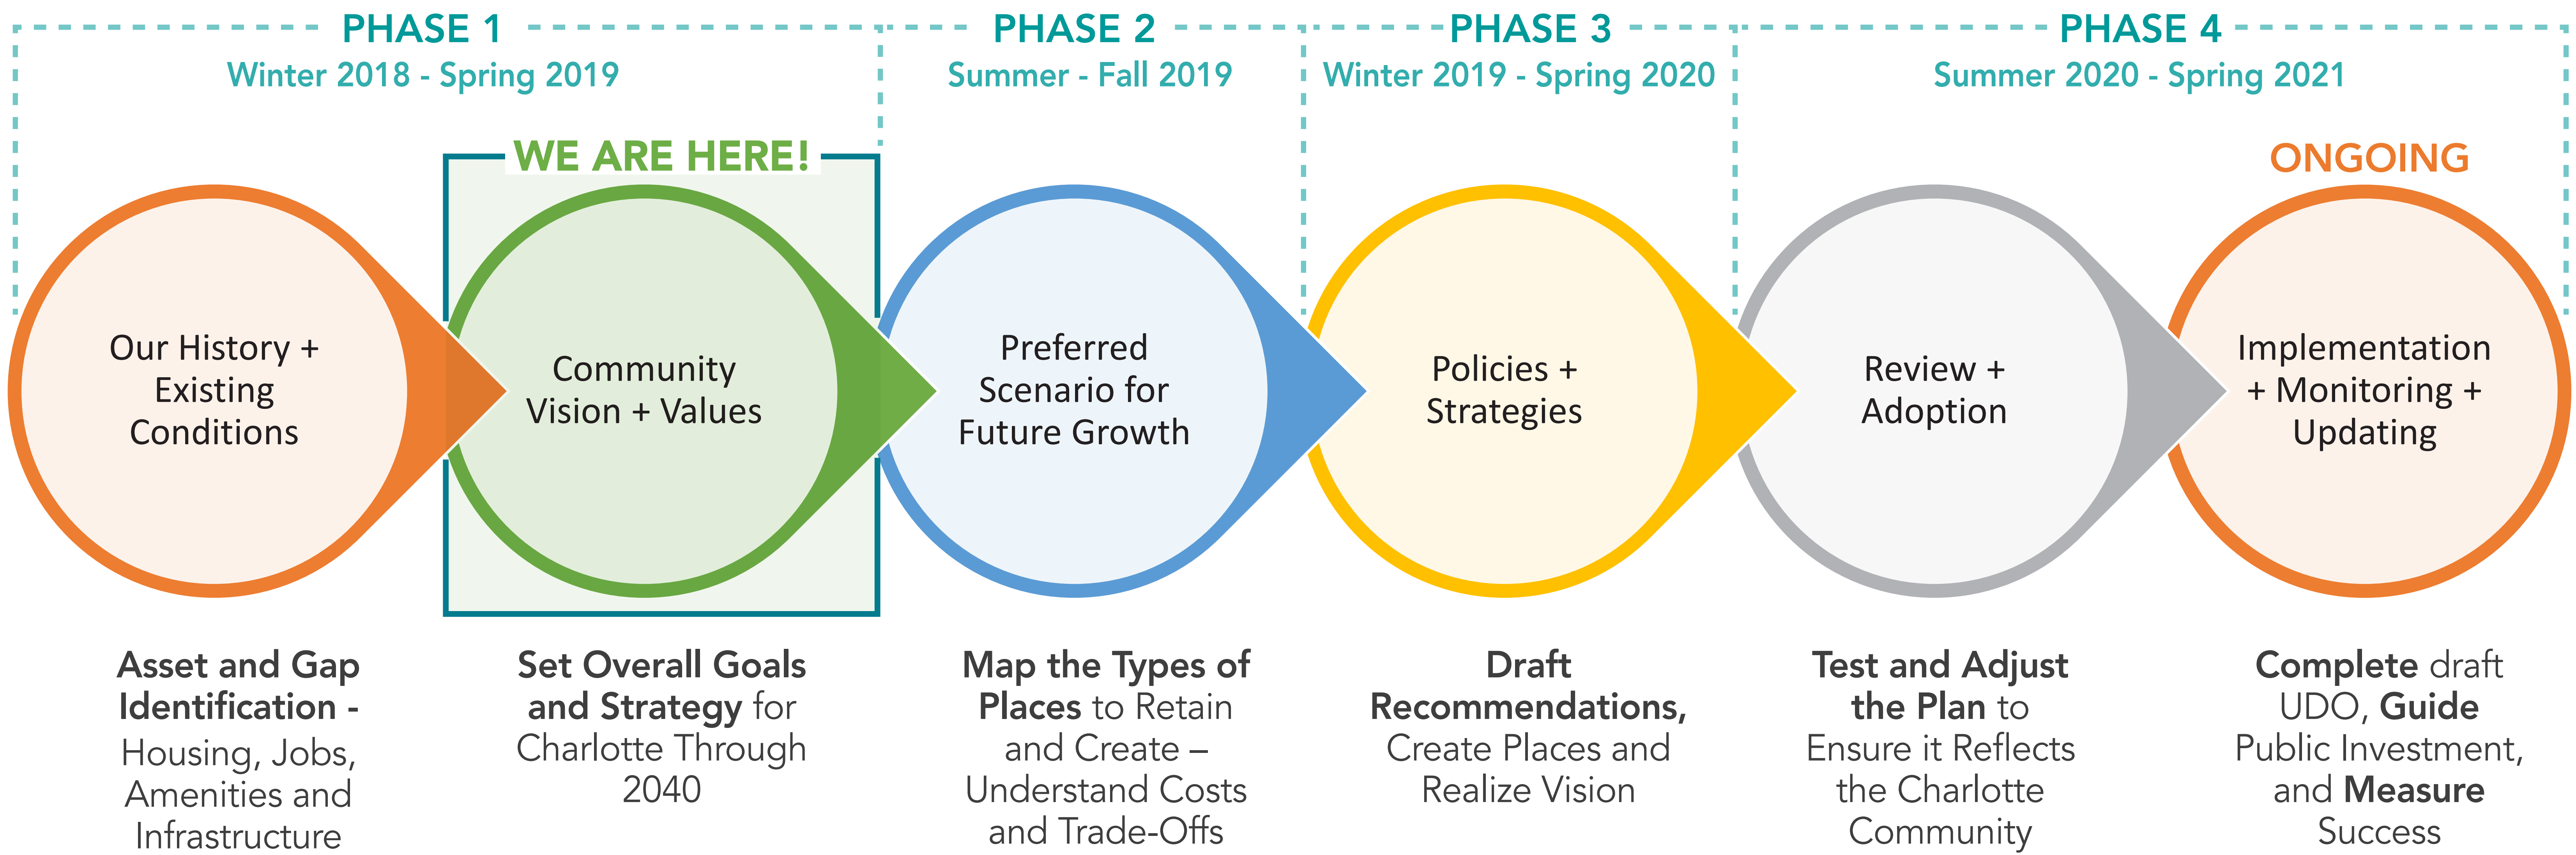 PHASE 1
Winter 2018 - Spring 2019
PHASE 2
Summer - Fall 2019
PHASE 3
Winter 2019 - Spring 2020
PHASE 4
Summer 2020 - Spring 2021
WE ARE HERE!
ONGOING
Our History +
Existing
Conditions
Community
Vision + Values
Preferred
Scenario for
Future Growth
Policies +
Strategies
Review +
Adoption
Implementation
+ Monitoring +
Updating
Asset and Gap
Identification -
Housing, Jobs,
Amenities and
Infrastructure
Set Overall Goals
and Strategy for
Charlotte Through
2040
Map the Types of
Places to Retain
and Create –
Understand Costs
and Trade-Offs
Draft
Recommendations,
Create Places and
Realize Vision
Test and Adjust
the Plan to
Ensure it Reflects
the Charlotte
Community
Complete draft
UDO, Guide
Public Investment,
and Measure
Success